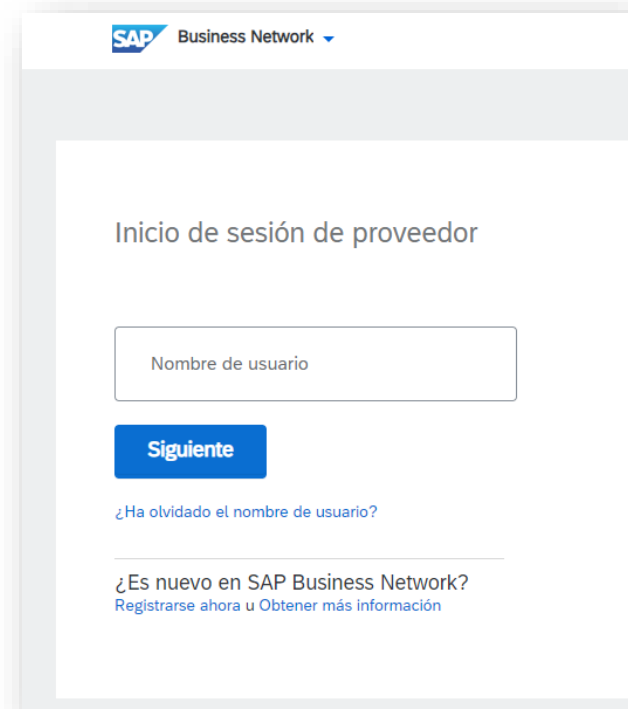 SAP Business Network
Inicio de sesión de proveedor
Nombre de usuario
Siguiente
¿Ha olvidado el nombre de usuario?
¿Es nuevo en SAP Business Network?
Registrarse ahora u Obtener más información